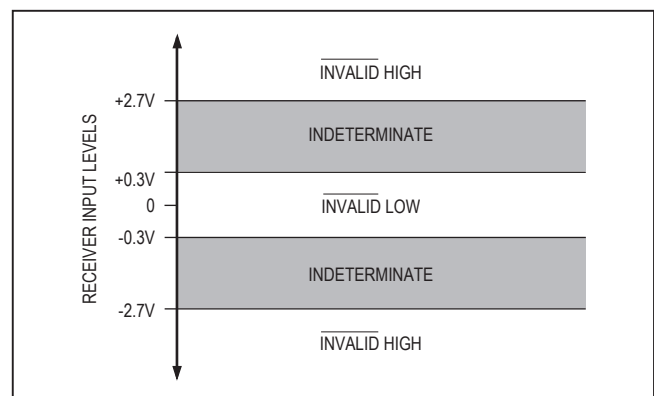 INVALID HIGH
+2.7V
INDETERMINATE
+0.3V
0
INVALID LOW
-0.3V
INDETERMINATE
-2.7V
INVALID HIGH
RECEIVER INPUT LEVELS